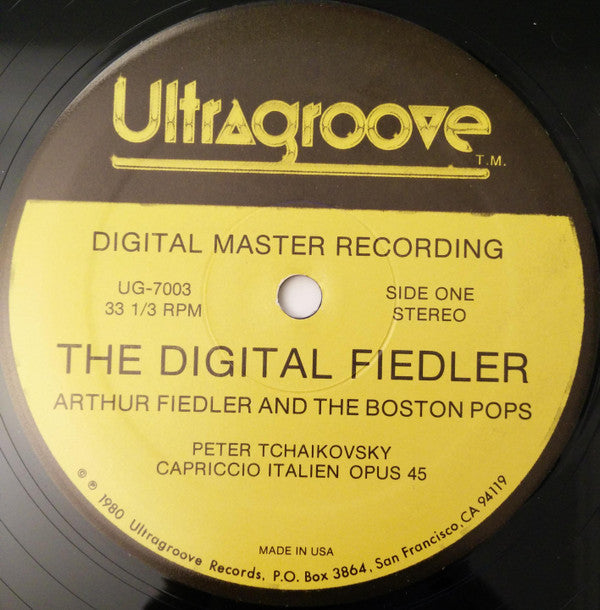 Ultragroove
T.M.
DIGITAL MASTER RECORDING
UG-7003
33 1/3 RPM
SIDE ONE
STEREO
THE DIGITAL FIEDLER
ARTHUR FIEDLER AND THE BOSTON POPS
PETER TCHAIKOVSKY
CAPRICCIO ITALIEN OPUS 45
MADE IN USA
© ℗ 1980 Ultragroove Records, P.O. Box 3864, San Francisco, CA 94119